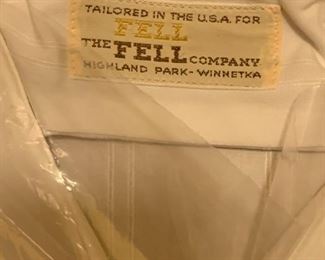 TAILORED IN THE U.S.A. FOR
FELL
THE FELL COMPANY
HIGHLAND PARK-WINNETKA